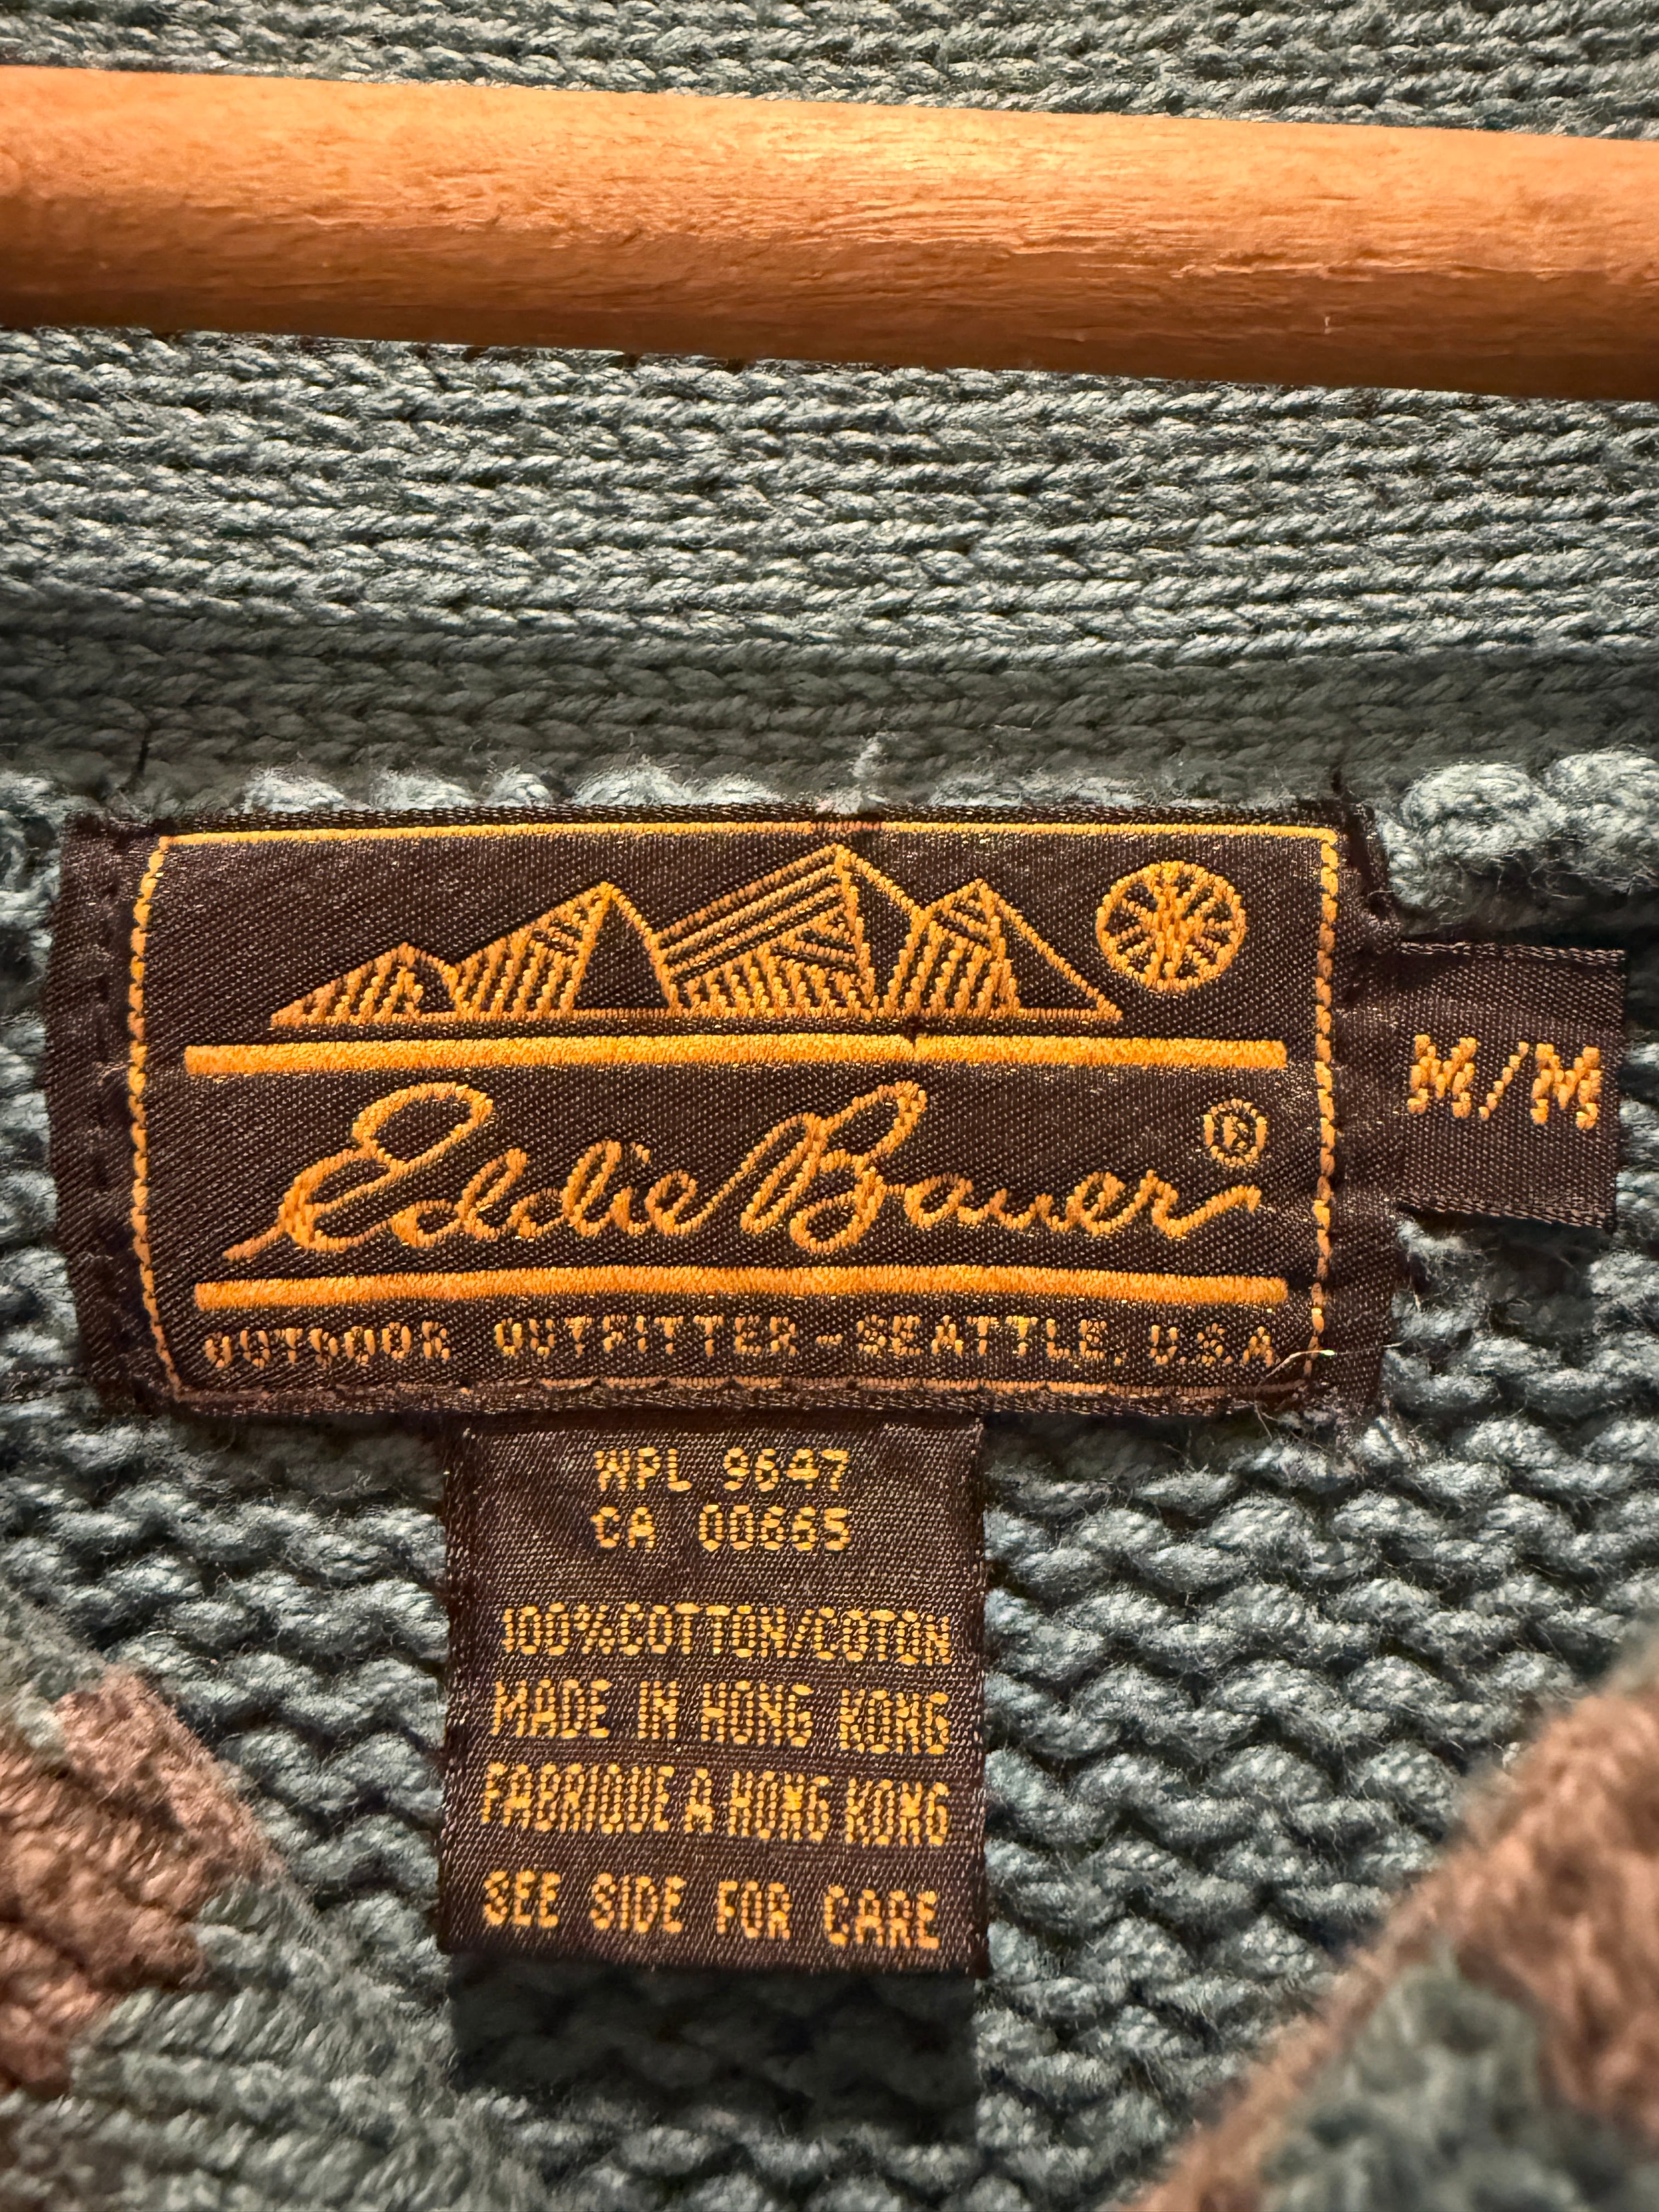 Eddie Bauer®
M/M
OUTDOOR OUTFITTER-SEATTLE, U.S.A
WPL 9647
CA 00665
100%COTTON/COTON
MADE IN HONG KONG
FABRIQUE A HONG KONG
SEE SIDE FOR CARE